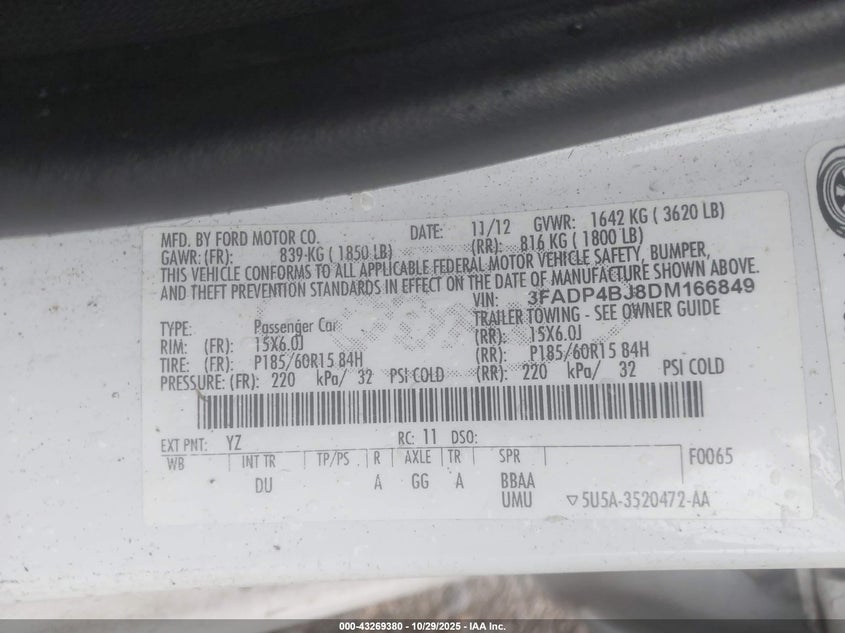 MFD. BY FORD MOTOR CO. DATE: 11/12 GVWR: 1642 KG ( 3620 LB)
GAWR: (FR): 839 KG ( 1850 LB) (RR): 816 KG ( 1800 LB)
THIS VEHICLE CONFORMS TO ALL APPLICABLE FEDERAL MOTOR VEHICLE SAFETY, BUMPER,
AND THEFT PREVENTION STANDARDS IN EFFECT ON THE DATE OF MANUFACTURE SHOWN ABOVE.
VIN: 3FADP4BJ8DM166849
TYPE: Passenger Car TRAILER TOWING - SEE OWNER GUIDE
RIM: (FR): 15X6.0J (RR): 15X6.0J
TIRE: (FR): P185/60R15 84H (RR): P185/60R15 84H
PRESSURE: (FR): 220 kPa/ 32 PSI COLD (RR): 220 kPa/ 32 PSI COLD
EXT PNT: YZ RC: 11 DSO:
WB INT TR TP/PS R AXLE TR SPR F0065
DU A GG A BBAA
UMU 5U5A-3520472-AA
000-43269380 10/29/2025 IAA Inc.